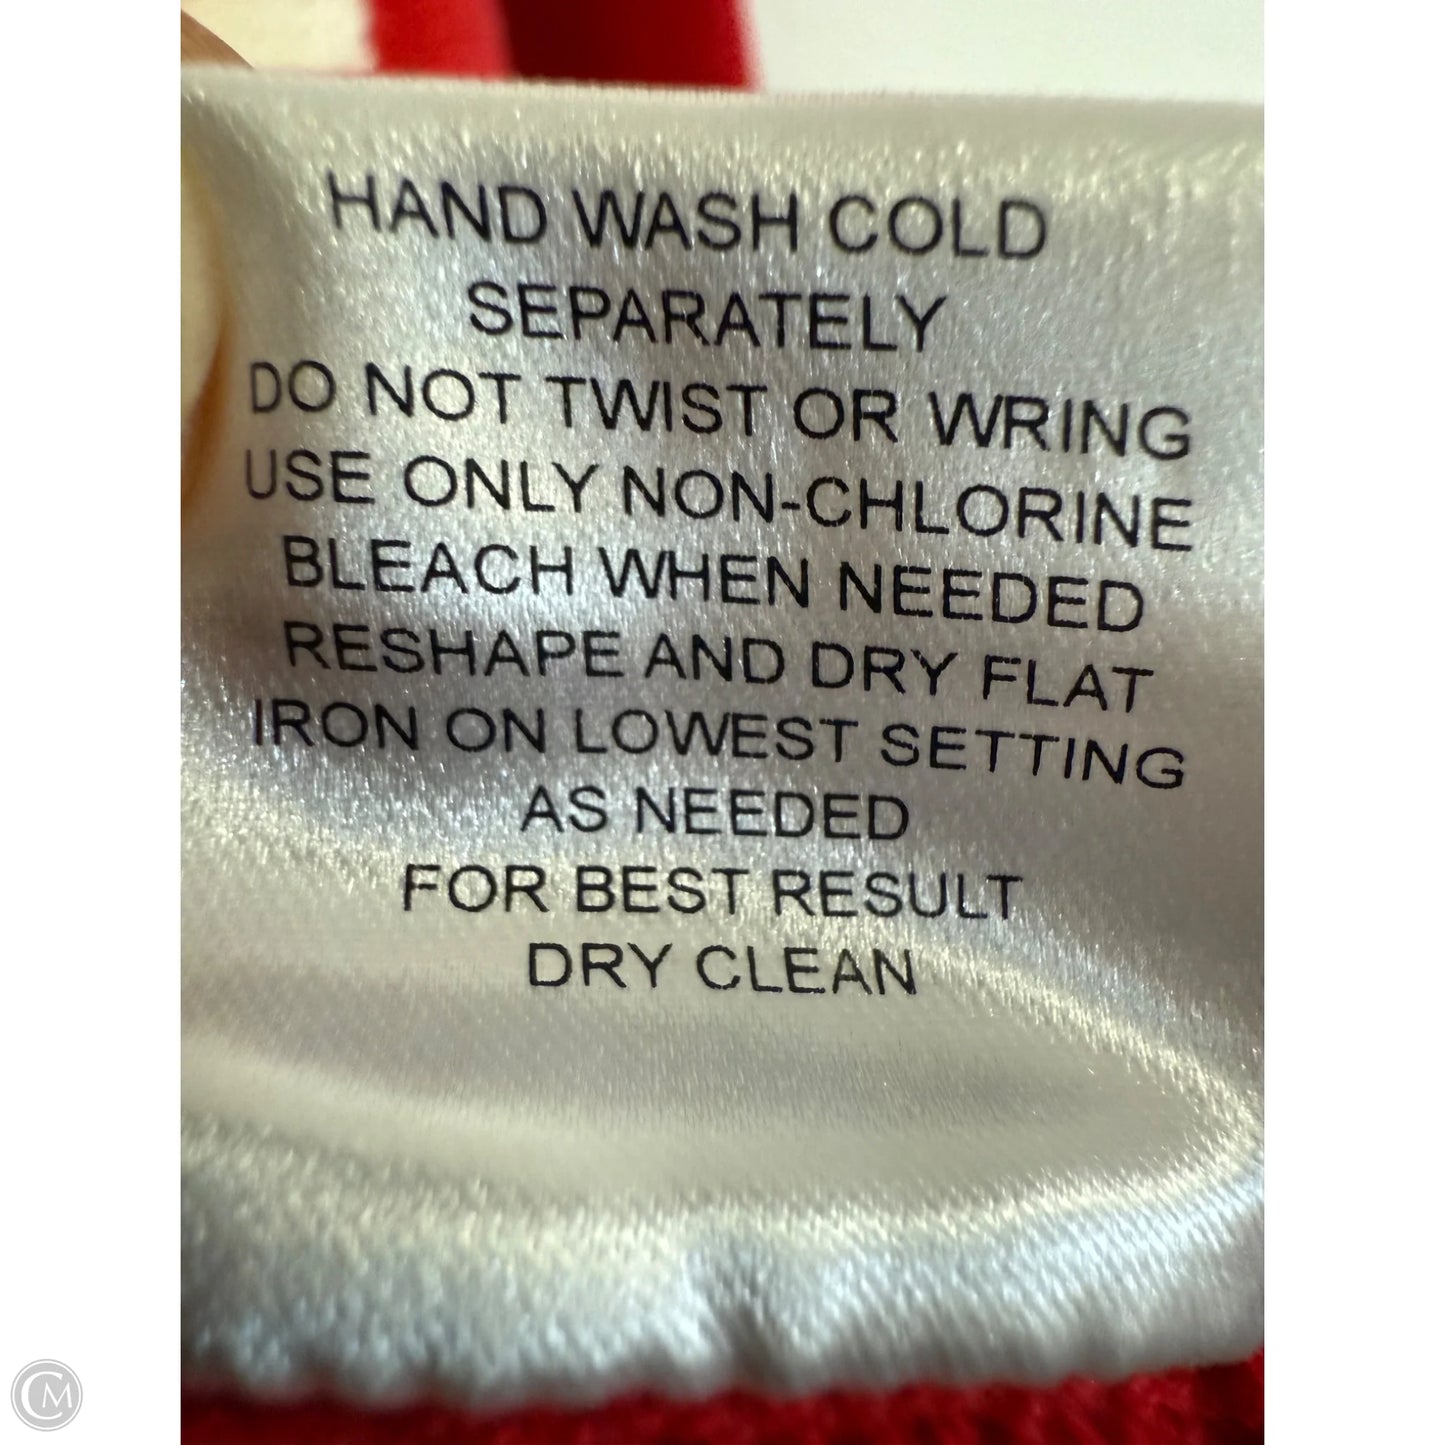 HAND WASH COLD
SEPARATELY
DO NOT TWIST OR WRING
USE ONLY NON-CHLORINE
BLEACH WHEN NEEDED
RESHAPE AND DRY FLAT
IRON ON LOWEST SETTING
AS NEEDED
FOR BEST RESULT
DRY CLEAN
CM